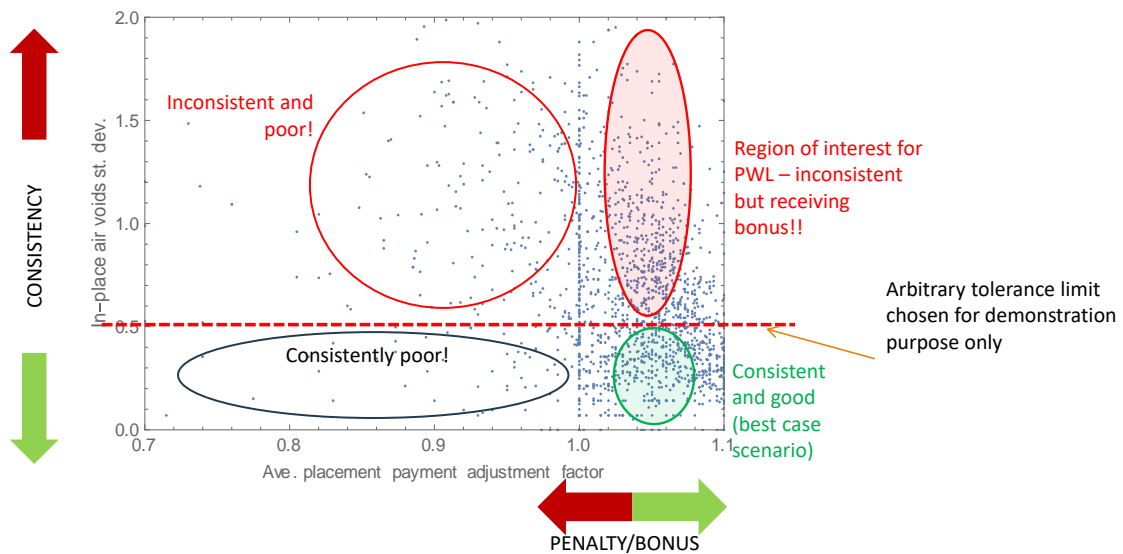 2.0
1.5
1.0
0.5
0.0
In-place air voids st. dev.
CONSISTENCY
Inconsistent and
poor!
Region of interest for
PWL – inconsistent
but receiving
bonus!!
Arbitrary tolerance limit
chosen for demonstration
purpose only
Consistently poor!
Consistent
and good
(best case
scenario)
0.7
0.8
0.9
1.0
1.1
Ave. placement payment adjustment factor
PENALTY/BONUS